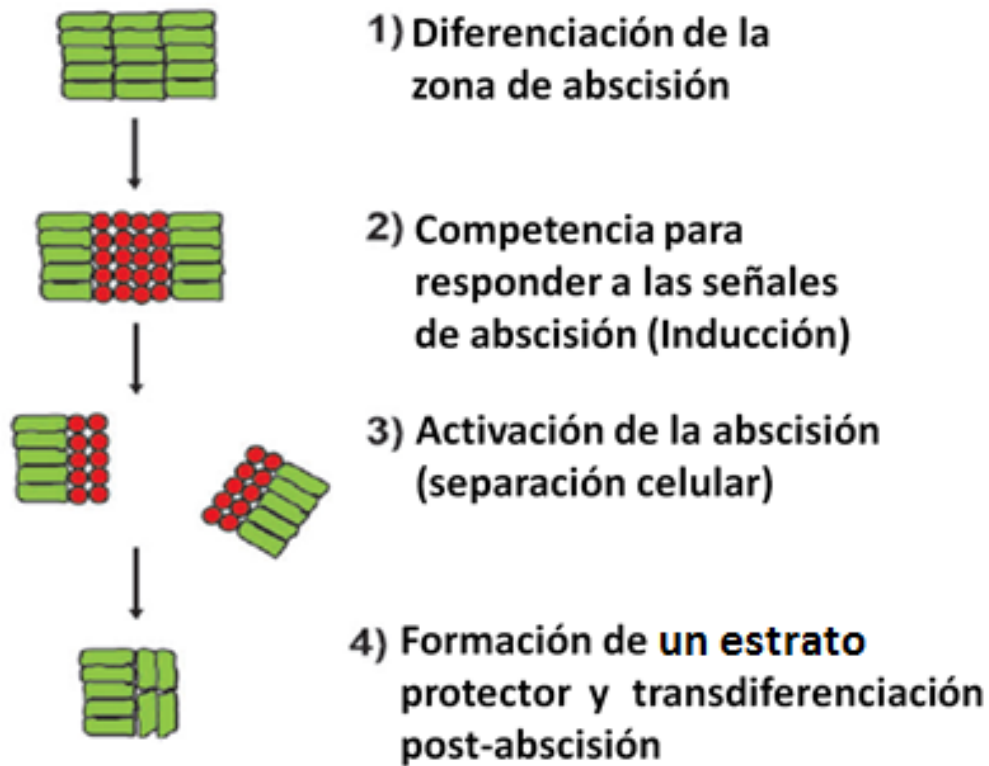 1) Diferenciación de la
zona de abscisión
2) Competencia para
responder a las señales
de abscisión (Inducción)
3) Activación de la abscisión
(separación celular)
4) Formación de un estrato
protector y transdiferenciación
post-abscisión